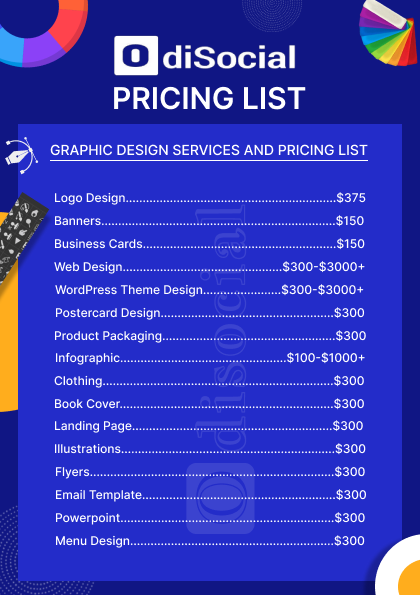 OdiSocial
PRICING LIST
GRAPHIC DESIGN SERVICES AND PRICING LIST
Logo Design...............................................................$375
Banners......................................................................$150
Business Cards..........................................................$150
Web Design................................................$300-$3000+
WordPress Theme Design.......................$300-$3000+
Postercard Design....................................................$300
Product Packaging....................................................$300
Infographic..................................................$100-$1000+
Clothing.....................................................................$300
Book Cover................................................................$300
Landing Page............................................................$300
Illustrations................................................................$300
Flyers.........................................................................$300
Email Template..........................................................$300
Powerpoint................................................................$300
Menu Design.............................................................$300
disocial